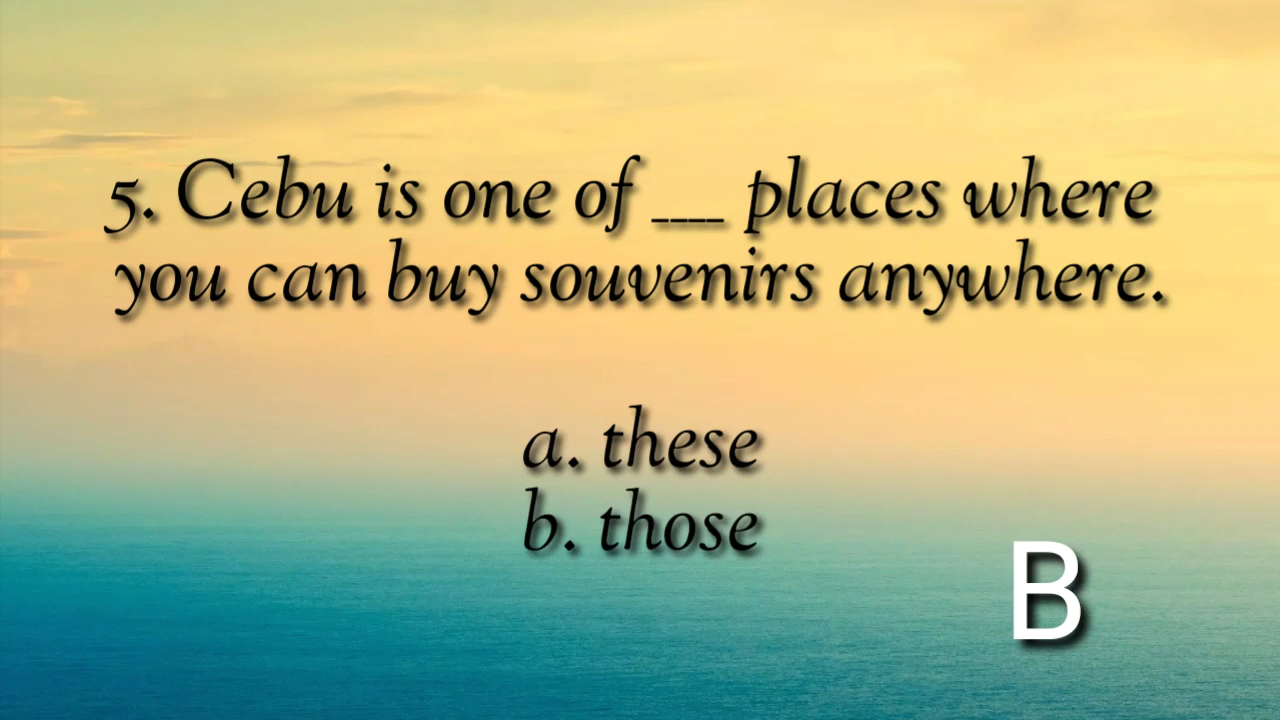 5. Cebu is one of ___ places where
you can buy souvenirs anywhere.
a. these
b. those
B